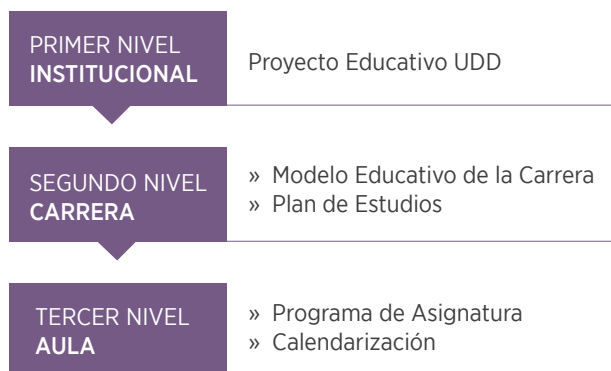 PRIMER NIVEL
INSTITUCIONAL
Proyecto Educativo UDD
SEGUNDO NIVEL
CARRERA
» Modelo Educativo de la Carrera
» Plan de Estudios
TERCER NIVEL
AULA
» Programa de Asignatura
» Calendarización